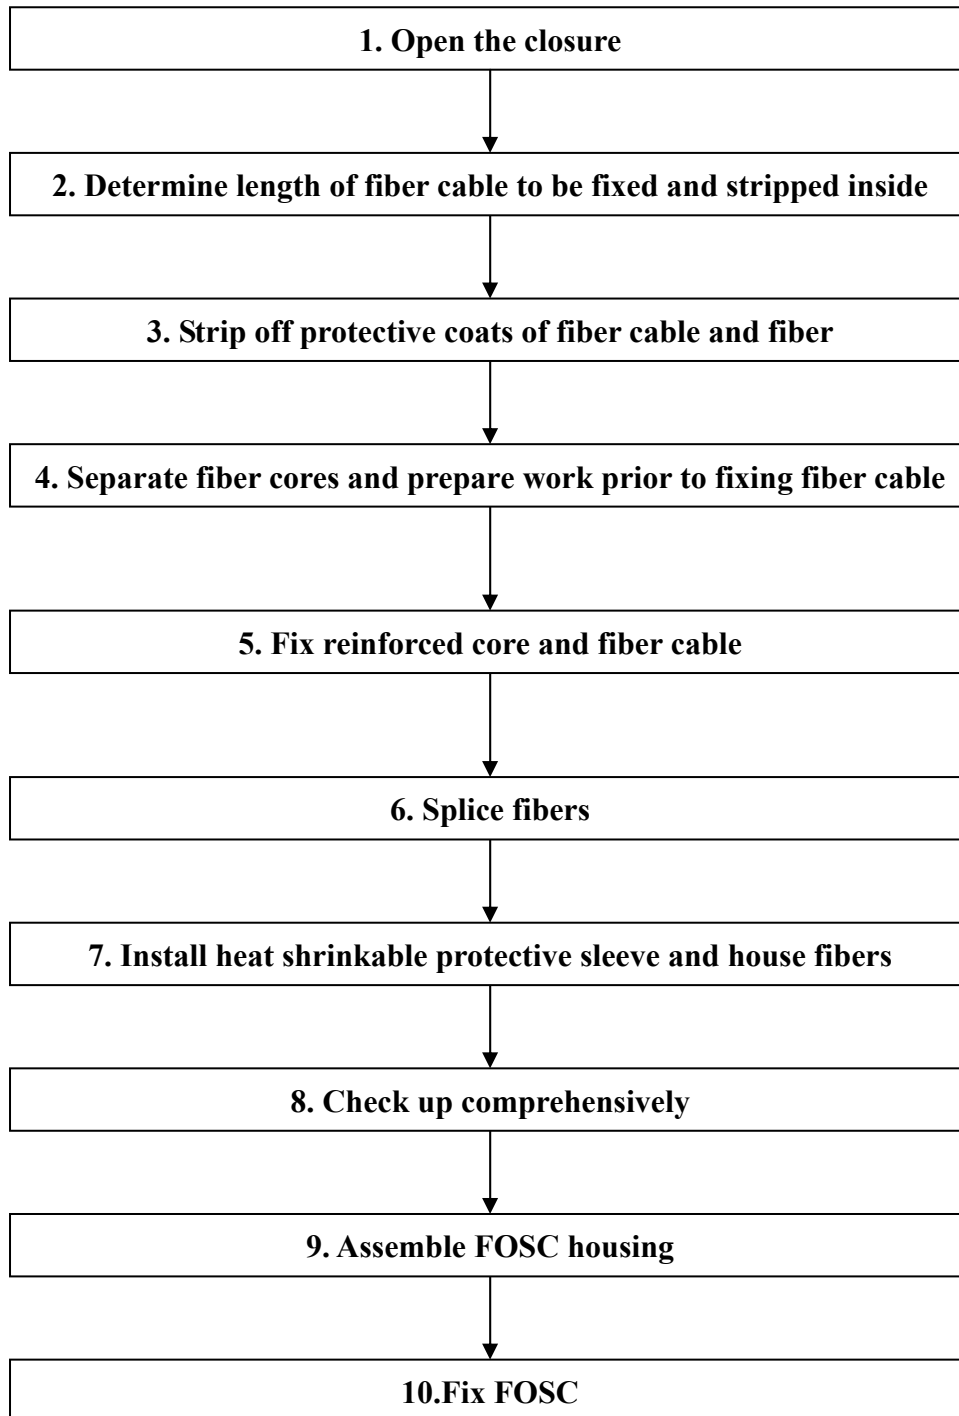 1. Open the closure
2. Determine length of fiber cable to be fixed and stripped inside
3. Strip off protective coats of fiber cable and fiber
4. Separate fiber cores and prepare work prior to fixing fiber cable
5. Fix reinforced core and fiber cable
6. Splice fibers
7. Install heat shrinkable protective sleeve and house fibers
8. Check up comprehensively
9. Assemble FOSC housing
10.Fix FOSC